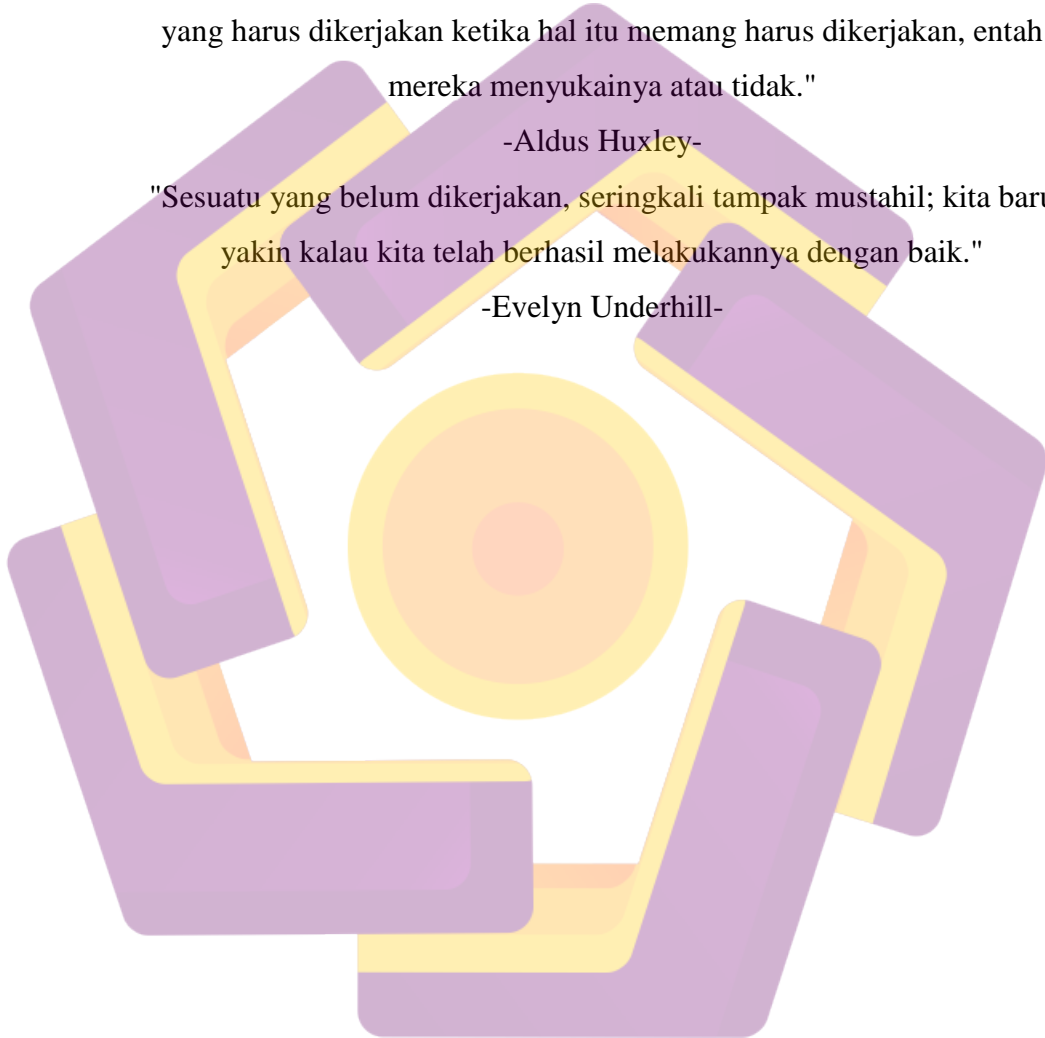 yang harus dikerjakan ketika hal itu memang harus dikerjakan, entah
mereka menyukainya atau tidak."
-Aldus Huxley-
"Sesuatu yang belum dikerjakan, seringkali tampak mustahil; kita baru
yakin kalau kita telah berhasil melakukannya dengan baik."
-Evelyn Underhill-